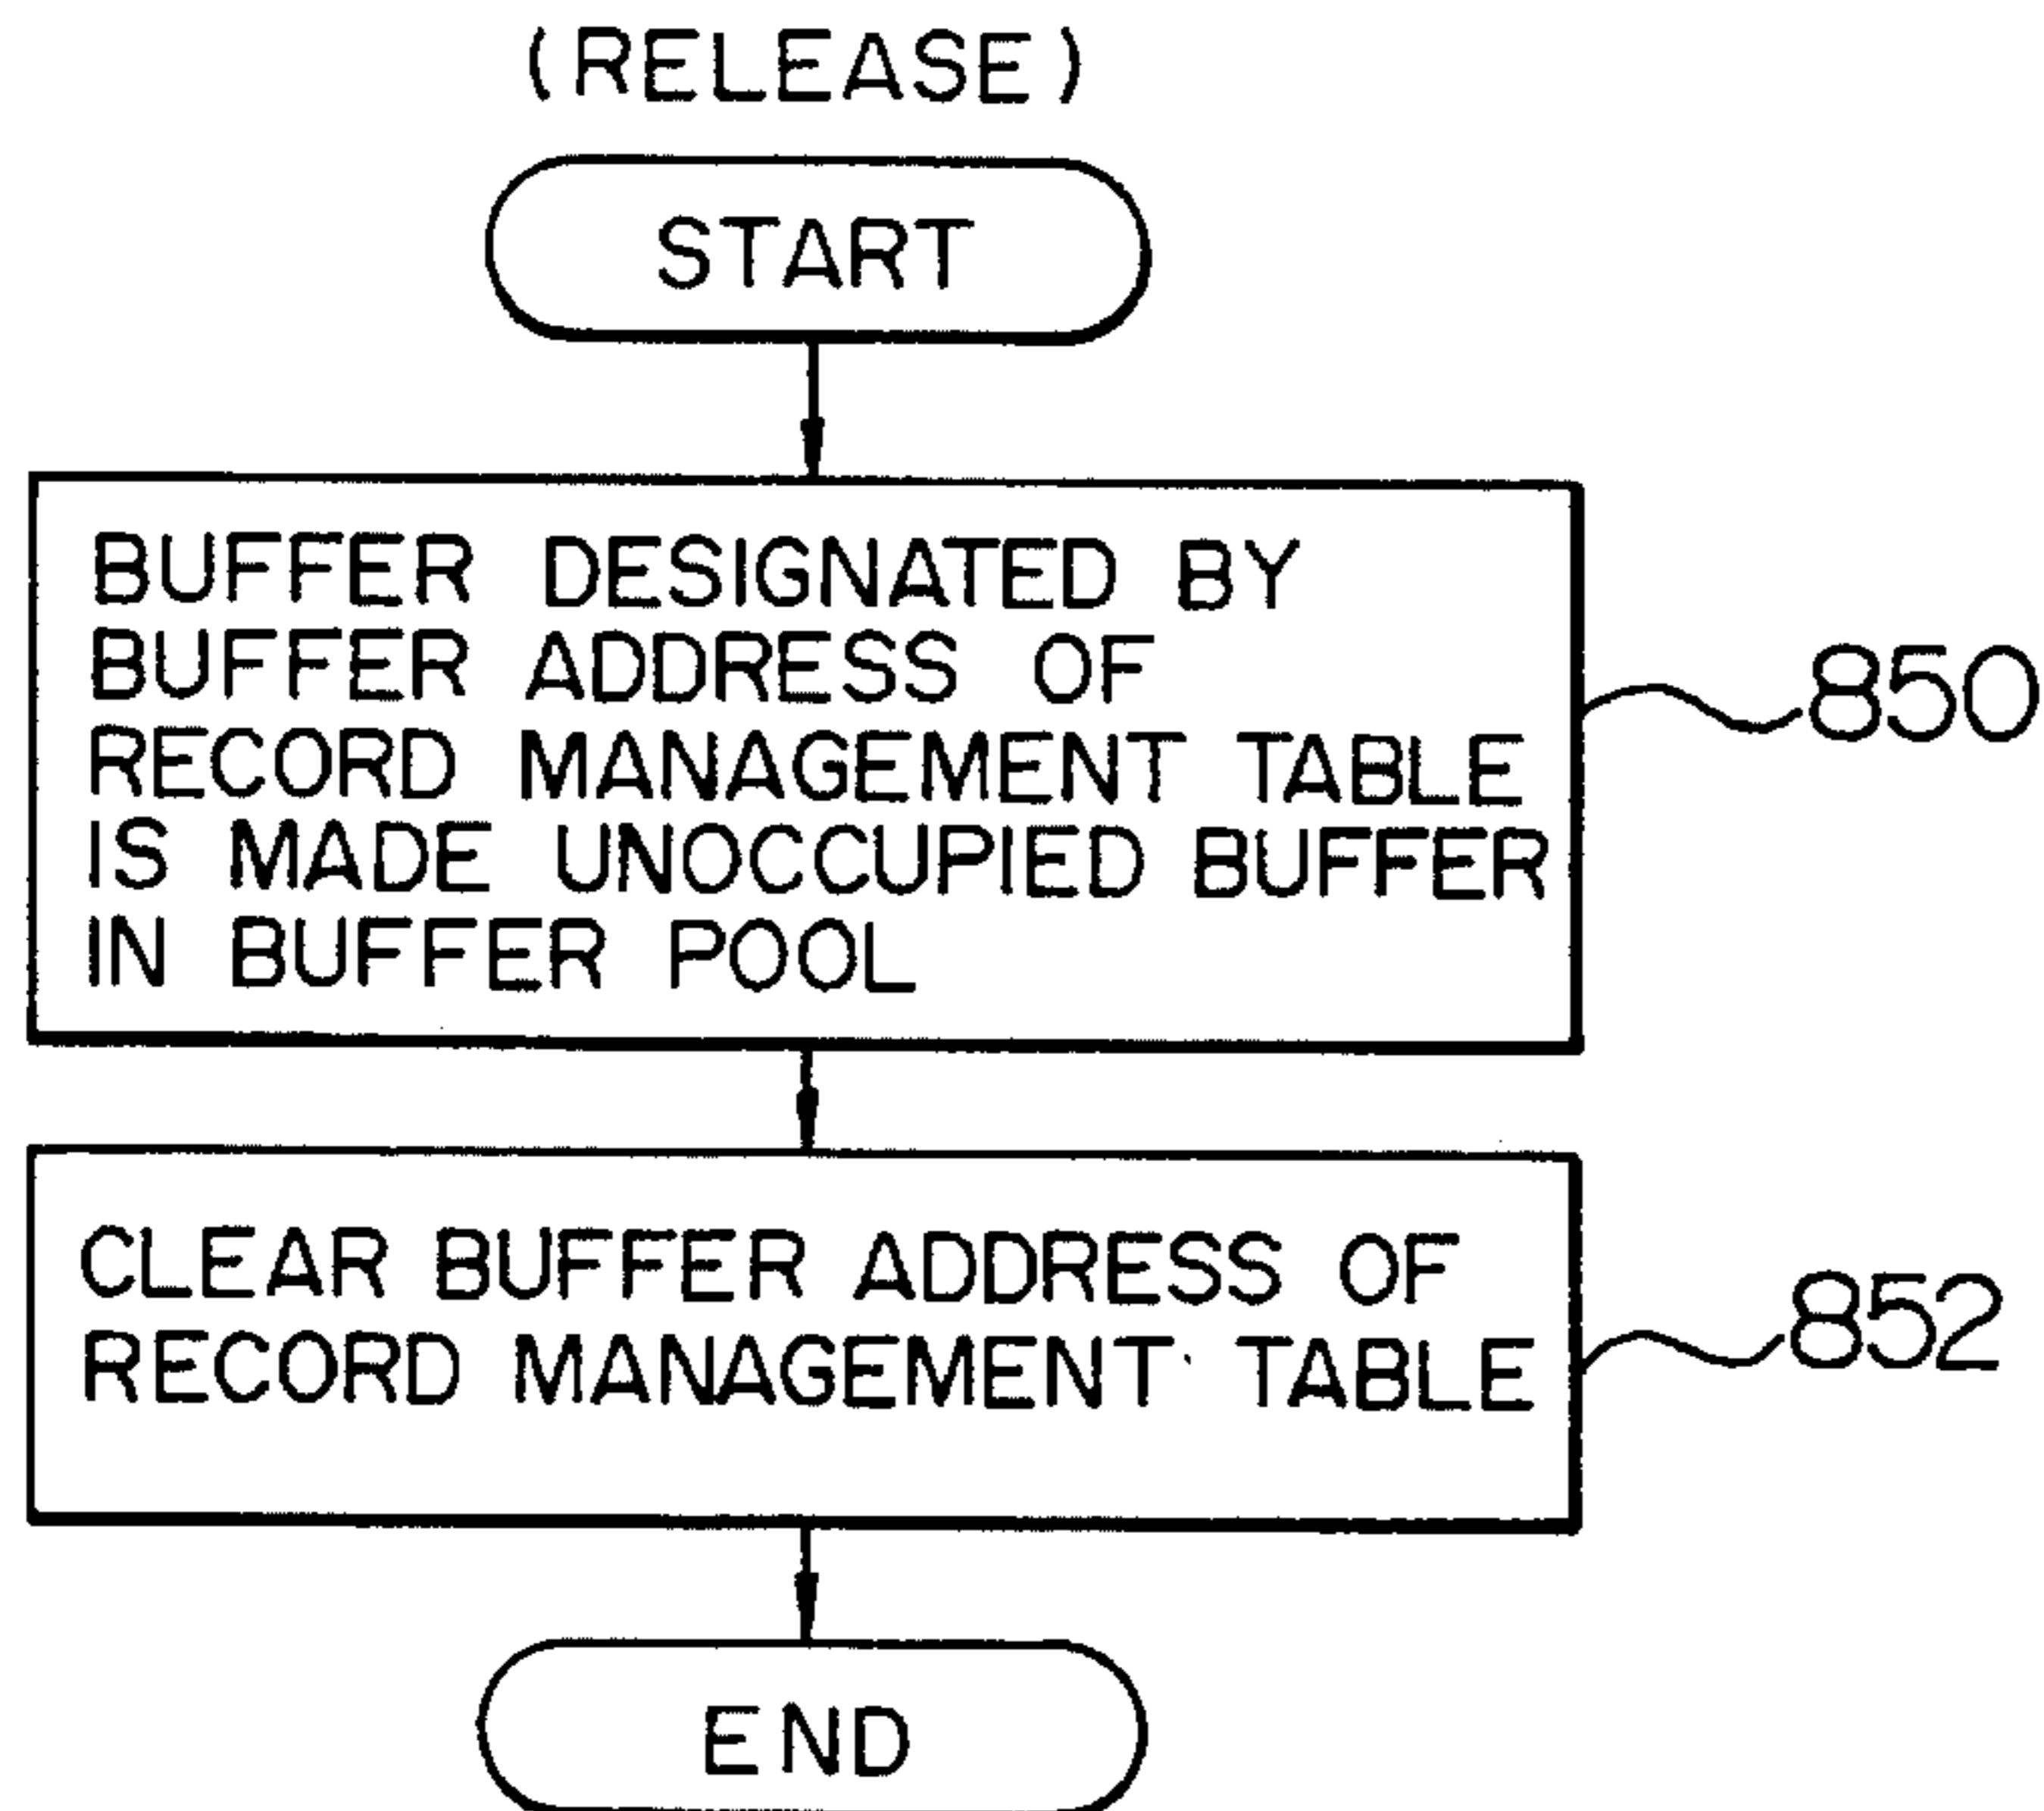 (RELEASE)
START
BUFFER DESIGNATED BY
BUFFER ADDRESS OF
RECORD MANAGEMENT TABLE
IS MADE UNOCCUPIED BUFFER
IN BUFFER POOL
850
CLEAR BUFFER ADDRESS OF
RECORD MANAGEMENT TABLE
852
END